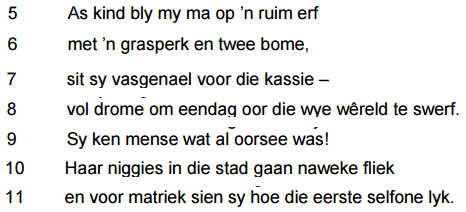 5 As kind bly my ma op ’n ruim erf
6 met ’n grasperk en twee bome,
7 sit sy vasgenael voor die kassie –
8 vol drome om eendag oor die wye wêreld te swerf.
9 Sy ken mense wat al oorsee was!
10 Haar niggies in die stad gaan naweke fliek
11 en voor matriek sien sy hoe die eerste selfone lyk.